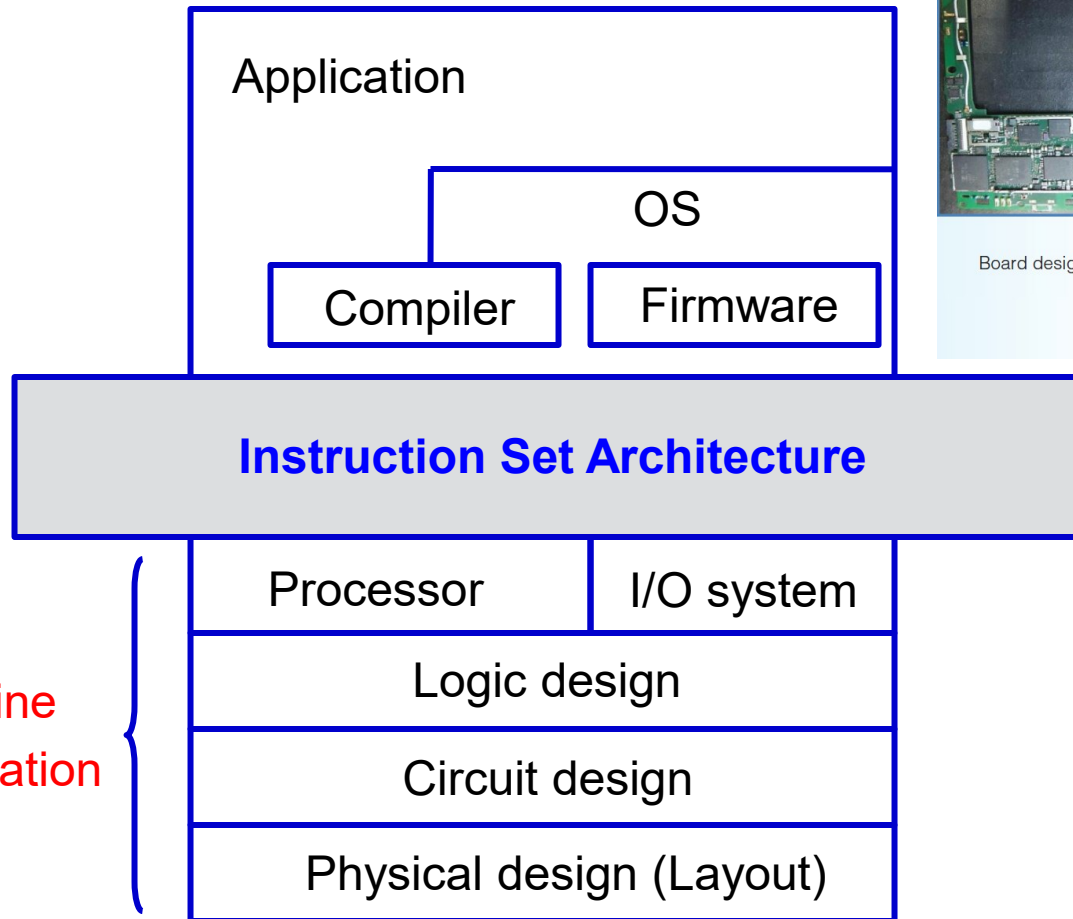 Application
OS
Compiler
Firmware
Board desig
Instruction Set Architecture
Processor
I/O system
Logic design
ine
ation
Circuit design
Physical design (Layout)